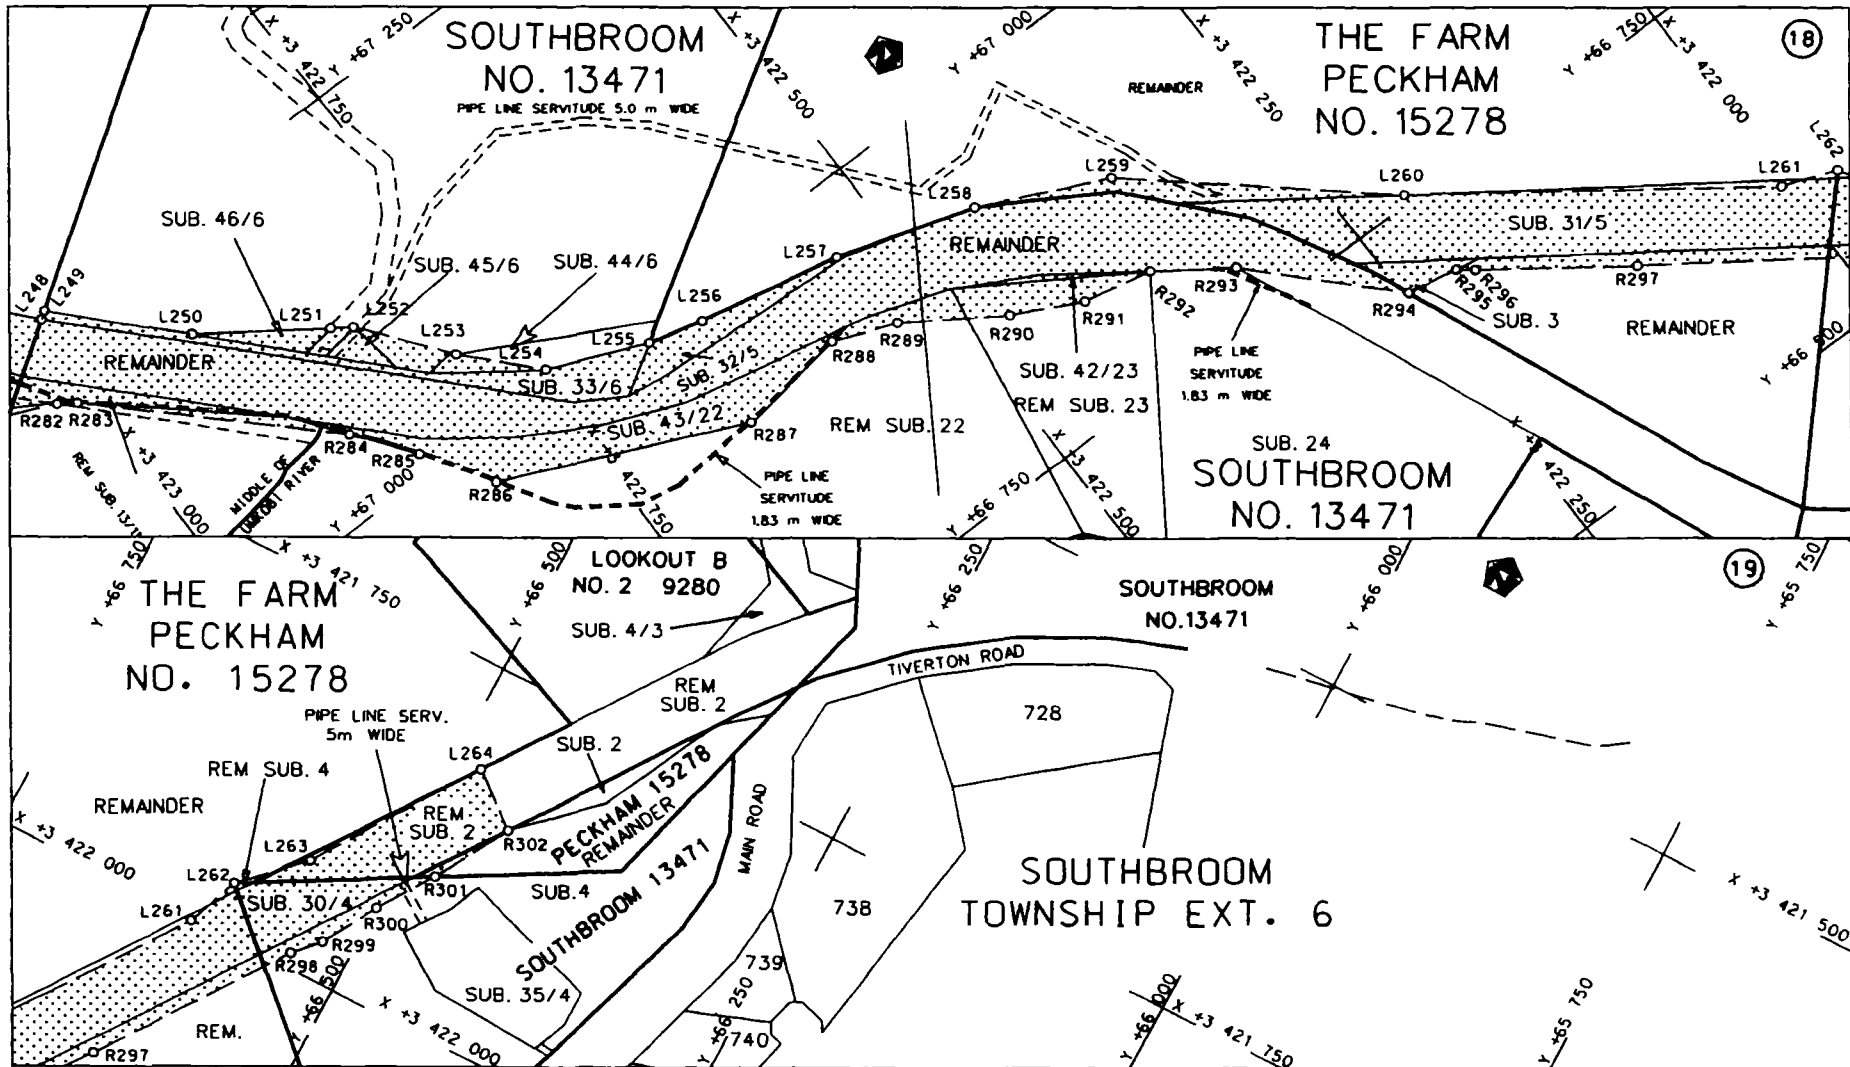 SOUTHBROOM
NO. 13471
PIPE LINE SERVITUDE 5.0 m WIDE
THE FARM
PECKHAM
NO. 15278
18
X +3 422 750
Y +67 250
X +3 422 500
Y +67 000
X +3 422 250
Y +66 750
X +3 422 000
REMAINDER
L262
L259
L260
L261
L258
SUB. 46/6
SUB. 45/6
SUB. 44/6
L257
REMAINDER
SUB. 31/5
L248
L249
L250
L251
L252
L253
L254
L255
L256
REMAINDER
SUB. 33/6
SUB. 32/5
SUB. 43/22
R288
R289
R290
R291
R292
R293
R294
R295
R296
R297
SUB. 3
REMAINDER
PIPE LINE
SERVITUDE
1.83 m WIDE
SUB. 42/23
REM SUB. 23
REM SUB. 22
R282
R283
R284
R285
R286
R287
REM SUB. 13/11
X +3 423 000
MIDDLE OF
UMKOBI RIVER
Y +67 000
X +3 422 750
PIPE LINE
SERVITUDE
1.83 m WIDE
Y +66 750
X +3 422 500
SUB. 24
SOUTHBROOM
NO. 13471
X +3 422 250
Y +66 500
Y +66 750
X +3 421 750
THE FARM
PECKHAM
NO. 15278
Y +66 500
LOOKOUT B
NO. 2 9280
SUB. 4/3
Y +66 250
SOUTHBROOM
NO.13471
Y +66 000
19
Y +65 750
TIVERTON ROAD
REM
SUB. 2
PIPE LINE SERV.
5m WIDE
SUB. 2
728
REM SUB. 4
L264
REMAINDER
X +3 422 000
REM
SUB. 2
PECKHAM 15278
REMAINDER
MAIN ROAD
L263
R302
L262
R301
SUB. 4
SOUTHBROOM 13471
SOUTHBROOM
TOWNSHIP EXT. 6
L261
SUB. 30/4
R300
738
X +3 421 500
R299
R298
Y +66 500
SUB. 35/4
739
X +3 422 000
REM.
R297
Y +66 250
740
Y +66 000
X +3 421 750
Y +65 750